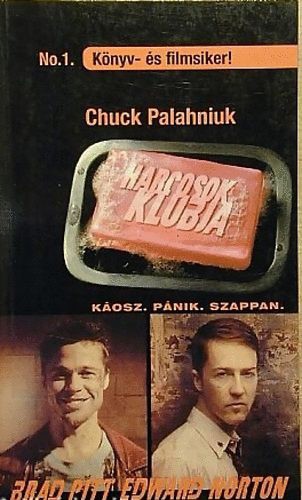 No.1. Könyv- és filmsiker!
Chuck Palahniuk
HARCOSOK
KLUBJA
KÁOSZ. PÁNIK. SZAPPAN.
BRAD PITT EDWARD NORTON